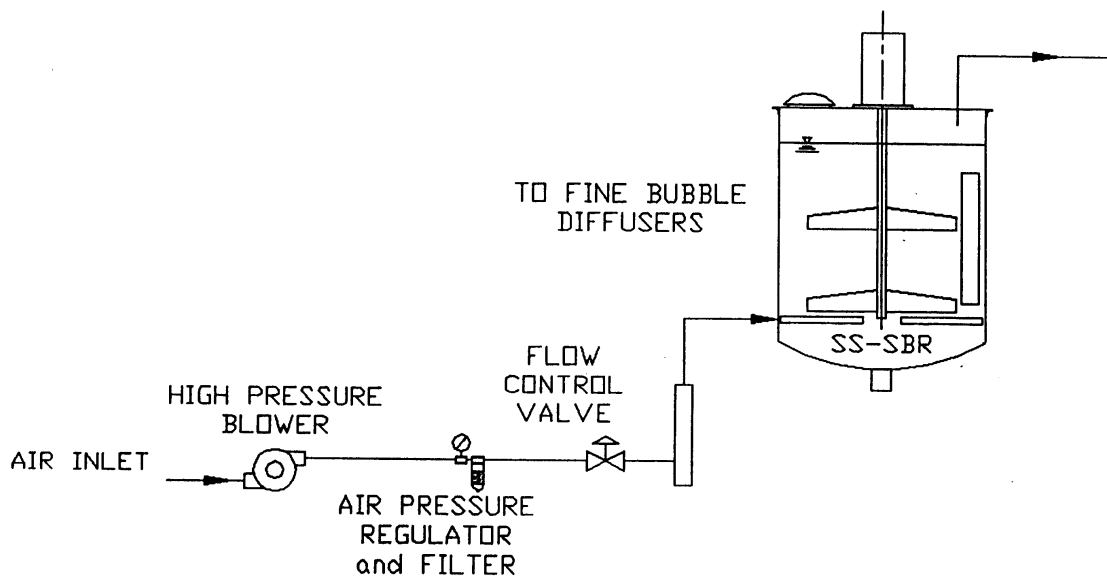 TO FINE BUBBLE
DIFFUSERS
SS-SBR
FLOW
CONTROL
VALVE
HIGH PRESSURE
BLOWER
AIR INLET
AIR PRESSURE
REGULATOR
and FILTER